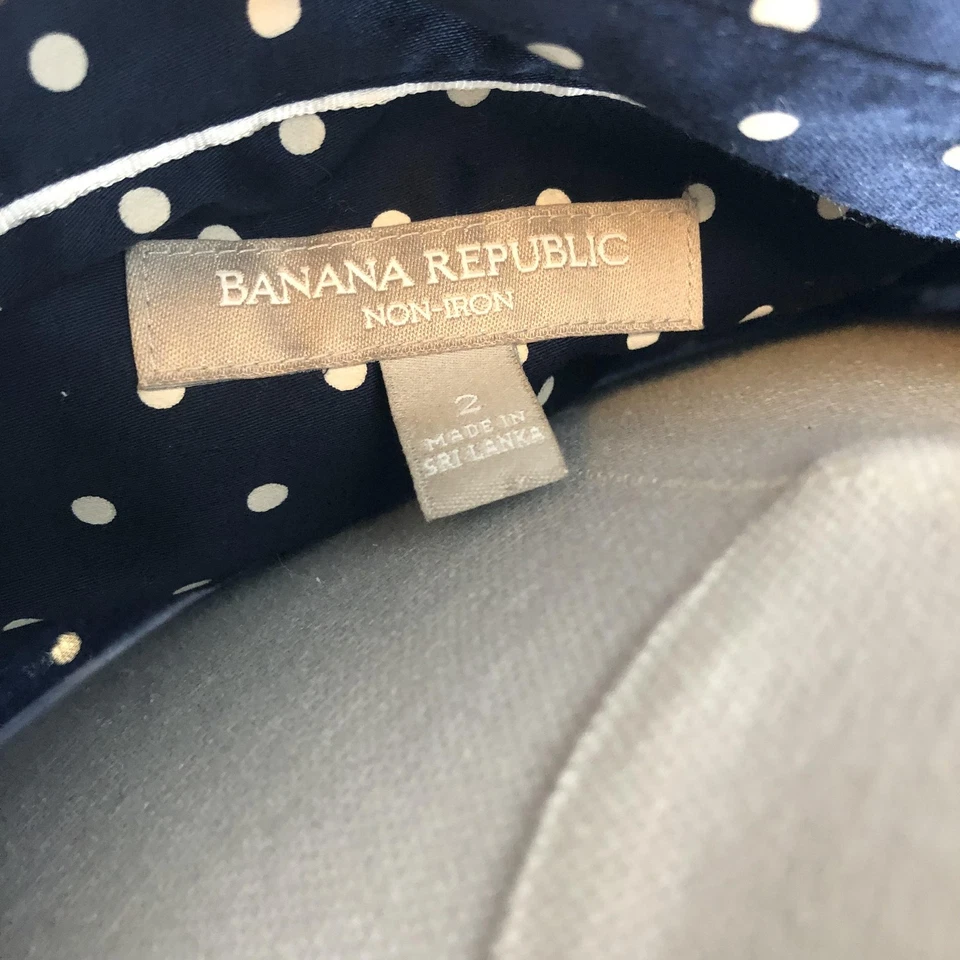 BANANA REPUBLIC
NON-IRON
2
MADE IN
SRI LANKA